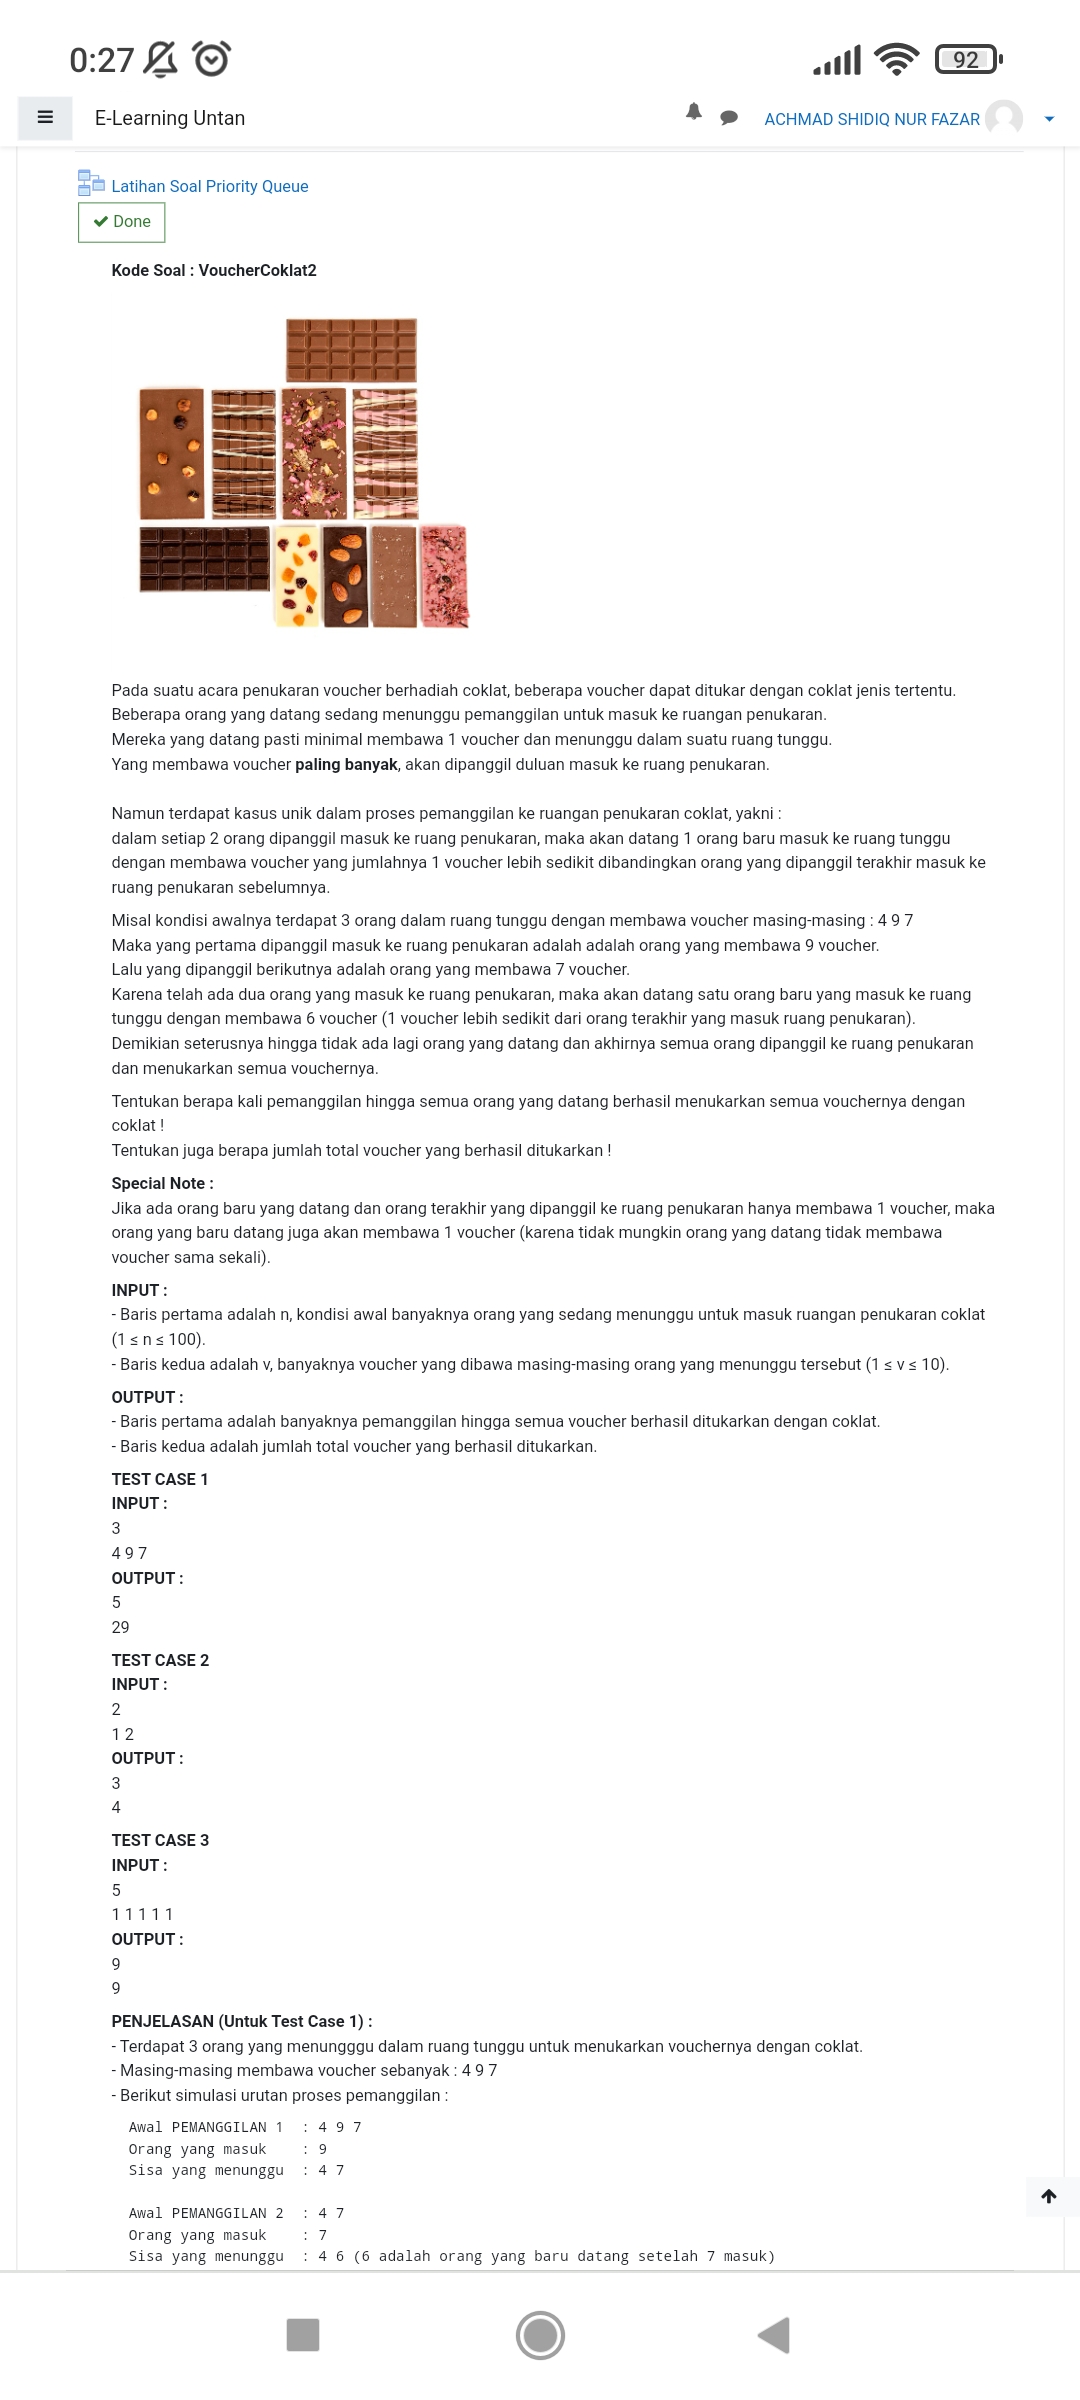 0:27
92
E-Learning Untan
ACHMAD SHIDIQ NUR FAZAR
Latihan Soal Priority Queue
Done
Kode Soal : VoucherCoklat2
Pada suatu acara penukaran voucher berhadiah coklat, beberapa voucher dapat ditukar dengan coklat jenis tertentu.
Beberapa orang yang datang sedang menunggu pemanggilan untuk masuk ke ruangan penukaran.
Mereka yang datang pasti minimal membawa 1 voucher dan menunggu dalam suatu ruang tunggu.
Yang membawa voucher paling banyak, akan dipanggil duluan masuk ke ruang penukaran.
Namun terdapat kasus unik dalam proses pemanggilan ke ruangan penukaran coklat, yakni :
dalam setiap 2 orang dipanggil masuk ke ruang penukaran, maka akan datang 1 orang baru masuk ke ruang tunggu
dengan membawa voucher yang jumlahnya 1 voucher lebih sedikit dibandingkan orang yang dipanggil terakhir masuk ke
ruang penukaran sebelumnya.
Misal kondisi awalnya terdapat 3 orang dalam ruang tunggu dengan membawa voucher masing-masing : 4 9 7
Maka yang pertama dipanggil masuk ke ruang penukaran adalah adalah orang yang membawa 9 voucher.
Lalu yang dipanggil berikutnya adalah orang yang membawa 7 voucher.
Karena telah ada dua orang yang masuk ke ruang penukaran, maka akan datang satu orang baru yang masuk ke ruang
tunggu dengan membawa 6 voucher (1 voucher lebih sedikit dari orang terakhir yang masuk ruang penukaran).
Demikian seterusnya hingga tidak ada lagi orang yang datang dan akhirnya semua orang dipanggil ke ruang penukaran
dan menukarkan semua vouchernya.
Tentukan berapa kali pemanggilan hingga semua orang yang datang berhasil menukarkan semua vouchernya dengan
coklat !
Tentukan juga berapa jumlah total voucher yang berhasil ditukarkan !
Special Note :
Jika ada orang baru yang datang dan orang terakhir yang dipanggil ke ruang penukaran hanya membawa 1 voucher, maka
orang yang baru datang juga akan membawa 1 voucher (karena tidak mungkin orang yang datang tidak membawa
voucher sama sekali).
INPUT :
- Baris pertama adalah n, kondisi awal banyaknya orang yang sedang menunggu untuk masuk ruangan penukaran coklat
(1 ≤ n ≤ 100).
- Baris kedua adalah v, banyaknya voucher yang dibawa masing-masing orang yang menunggu tersebut (1 ≤ v ≤ 10).
OUTPUT :
- Baris pertama adalah banyaknya pemanggilan hingga semua voucher berhasil ditukarkan dengan coklat.
- Baris kedua adalah jumlah total voucher yang berhasil ditukarkan.
TEST CASE 1
INPUT :
3
4 9 7
OUTPUT :
5
29
TEST CASE 2
INPUT :
2
1 2
OUTPUT :
3
4
TEST CASE 3
INPUT :
5
1 1 1 1 1
OUTPUT :
9
9
PENJELASAN (Untuk Test Case 1) :
- Terdapat 3 orang yang menungggu dalam ruang tunggu untuk menukarkan vouchernya dengan coklat.
- Masing-masing membawa voucher sebanyak : 4 9 7
- Berikut simulasi urutan proses pemanggilan :
Awal PEMANGGILAN 1 : 4 9 7
Orang yang masuk : 9
Sisa yang menunggu : 4 7
Awal PEMANGGILAN 2 : 4 7
Orang yang masuk : 7
Sisa yang menunggu : 4 6 (6 adalah orang yang baru datang setelah 7 masuk)